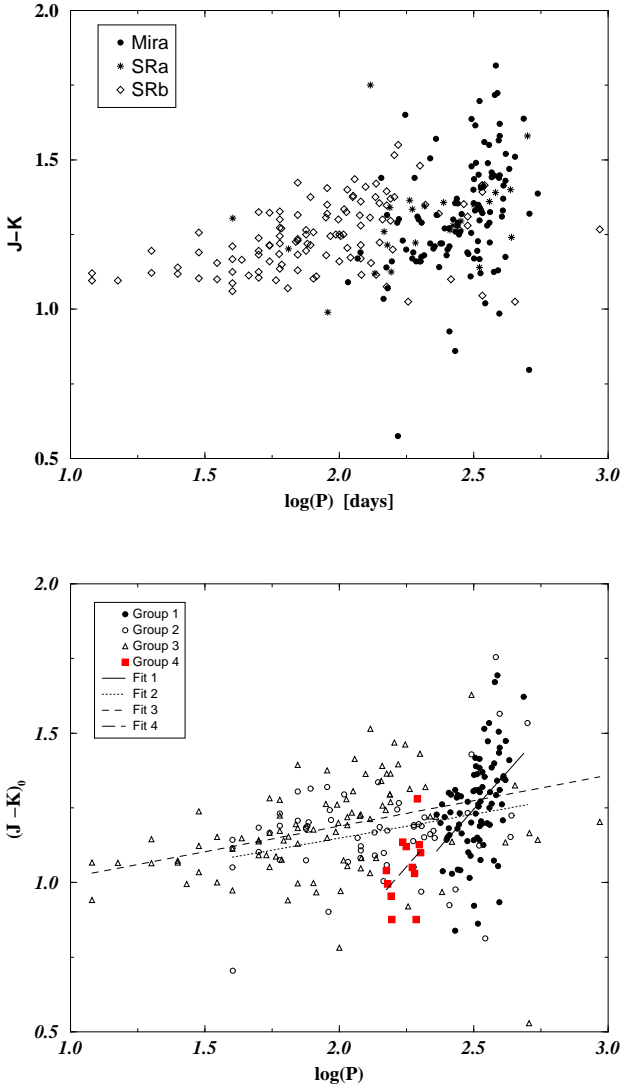 2.0
Mira
SRa
SRb
1.5
J−K
1.0
0.5
1.0 1.5 2.0 2.5 3.0
log(P) [days]
2.0
Group 1
Group 2
Group 3
Group 4
Fit 1
Fit 2
Fit 3
Fit 4
1.5
(J −K)0
1.0
0.5
1.0 1.5 2.0 2.5 3.0
log(P)